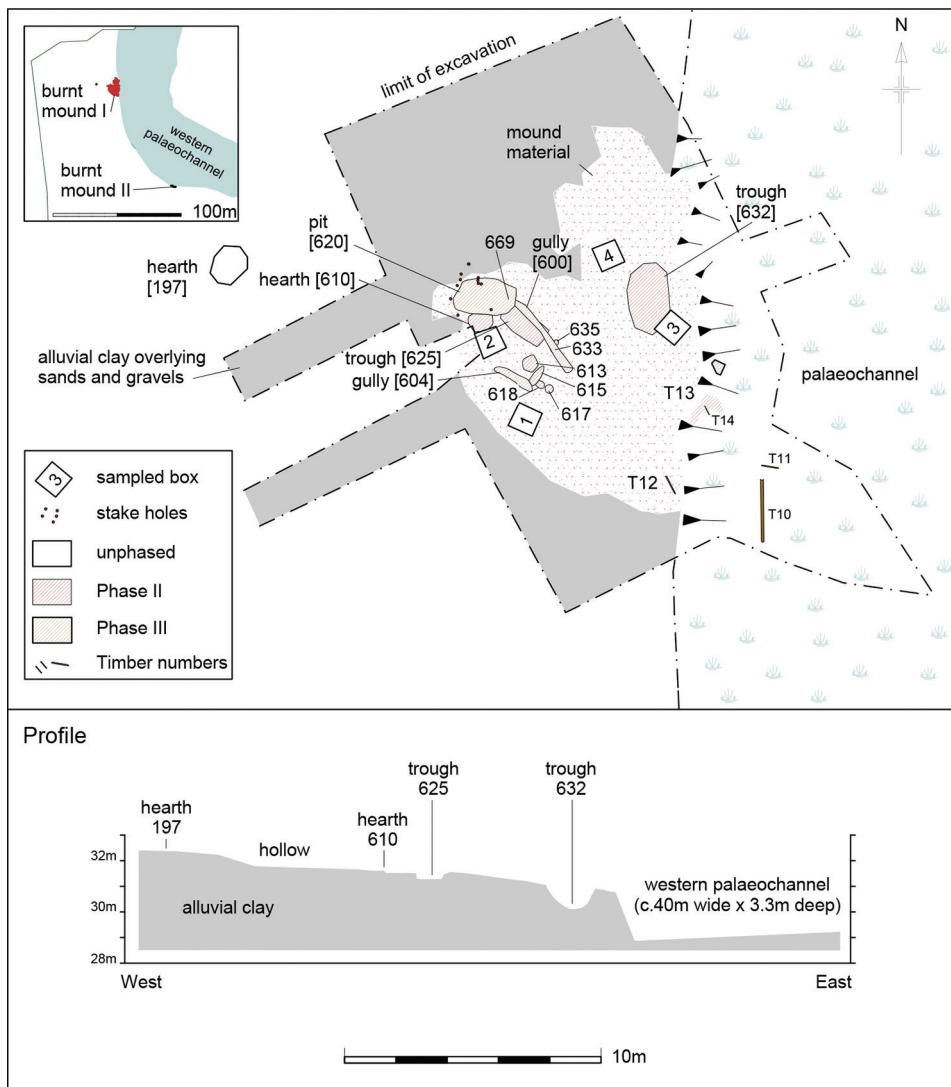 burnt
mound I
western
palaeochannel
burnt
mound II
100m
limit of excavation
N
mound
material
trough
[632]
pit
[620]
669
gully
[600]
4
hearth
[197]
hearth [610]
3
635
2
alluvial clay overlying
sands and gravels
trough [625]
633
gully [604]
613
palaeochannel
615
T13
618
617
T14
1
T11
T12
T10
3
sampled box
stake holes
unphased
Phase II
Phase III
Timber numbers
Profile
trough
625
trough
632
hearth
197
hearth
610
32m
hollow
western palaeochannel
(c.40m wide x 3.3m deep)
alluvial clay
30m
28m
West
East
10m